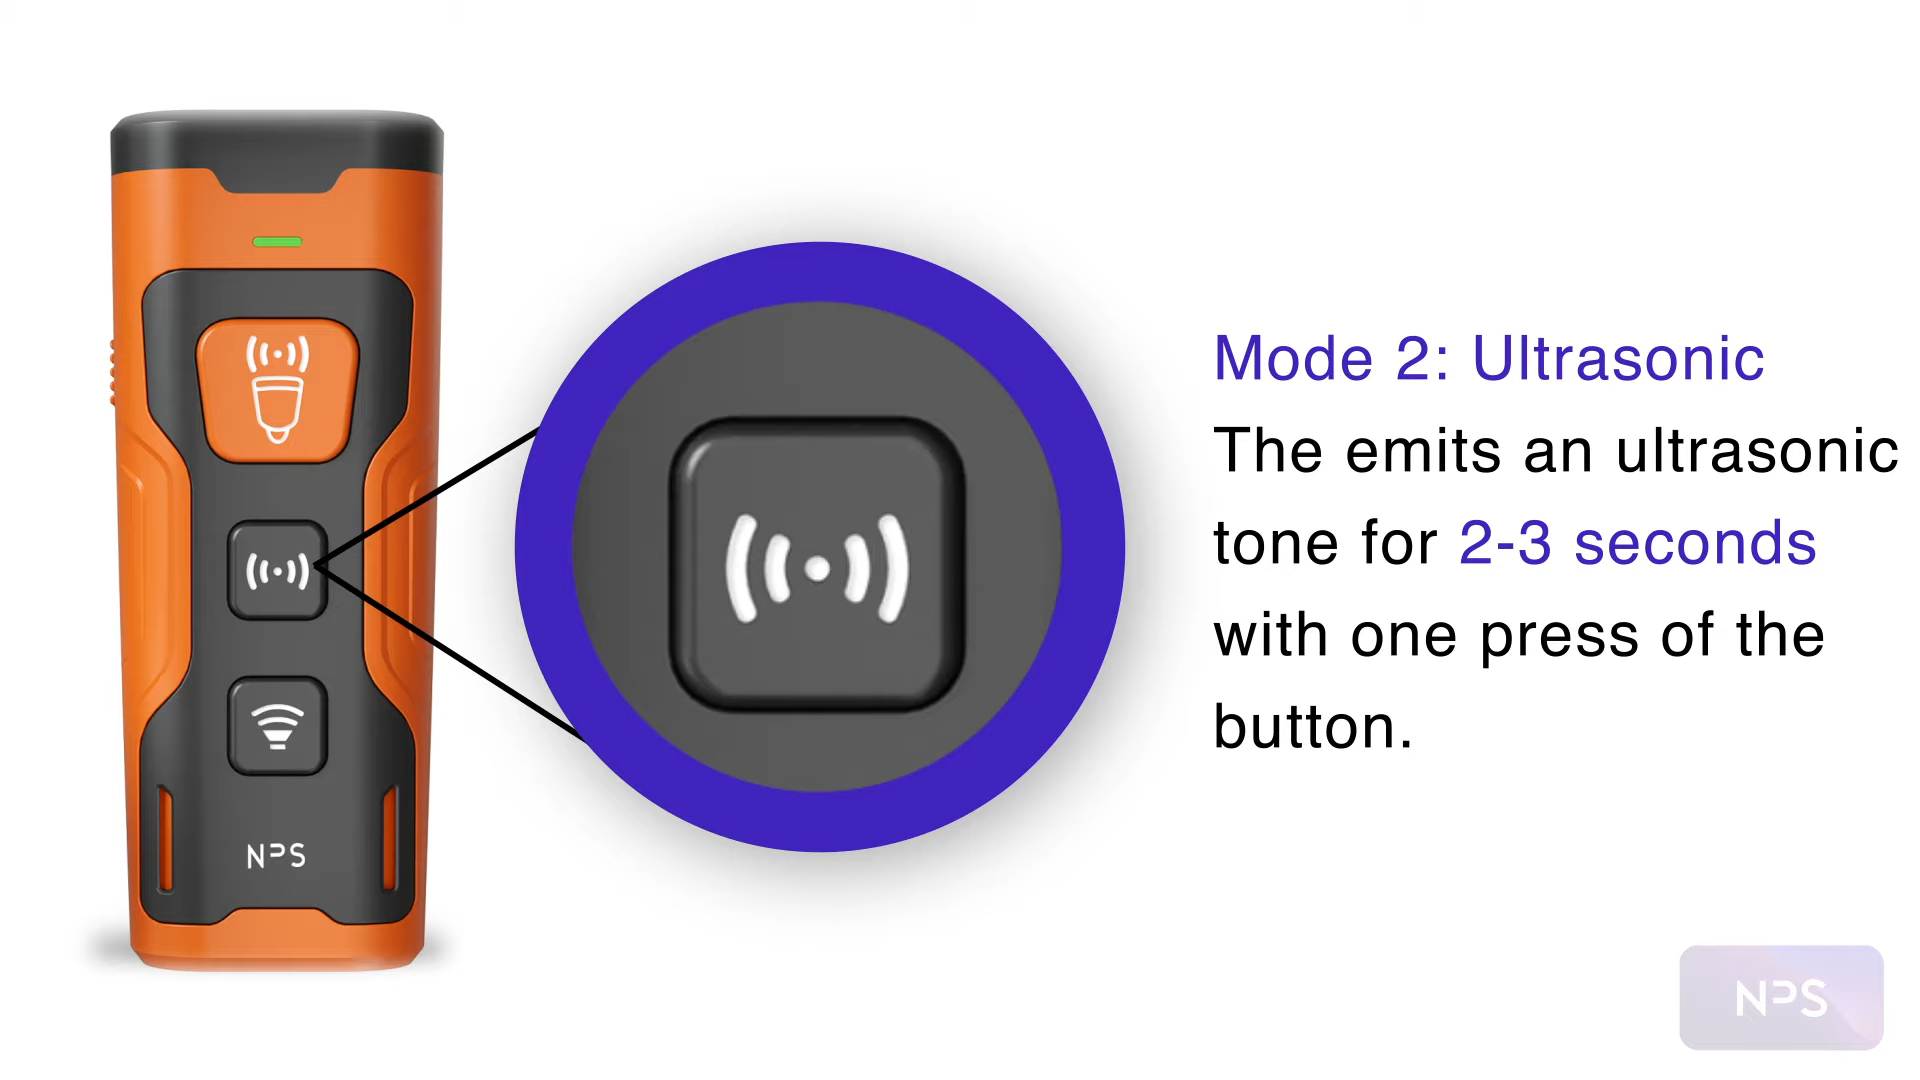 Mode 2: Ultrasonic
The emits an ultrasonic
tone for 2-3 seconds
with one press of the
button.
NPS
NPS